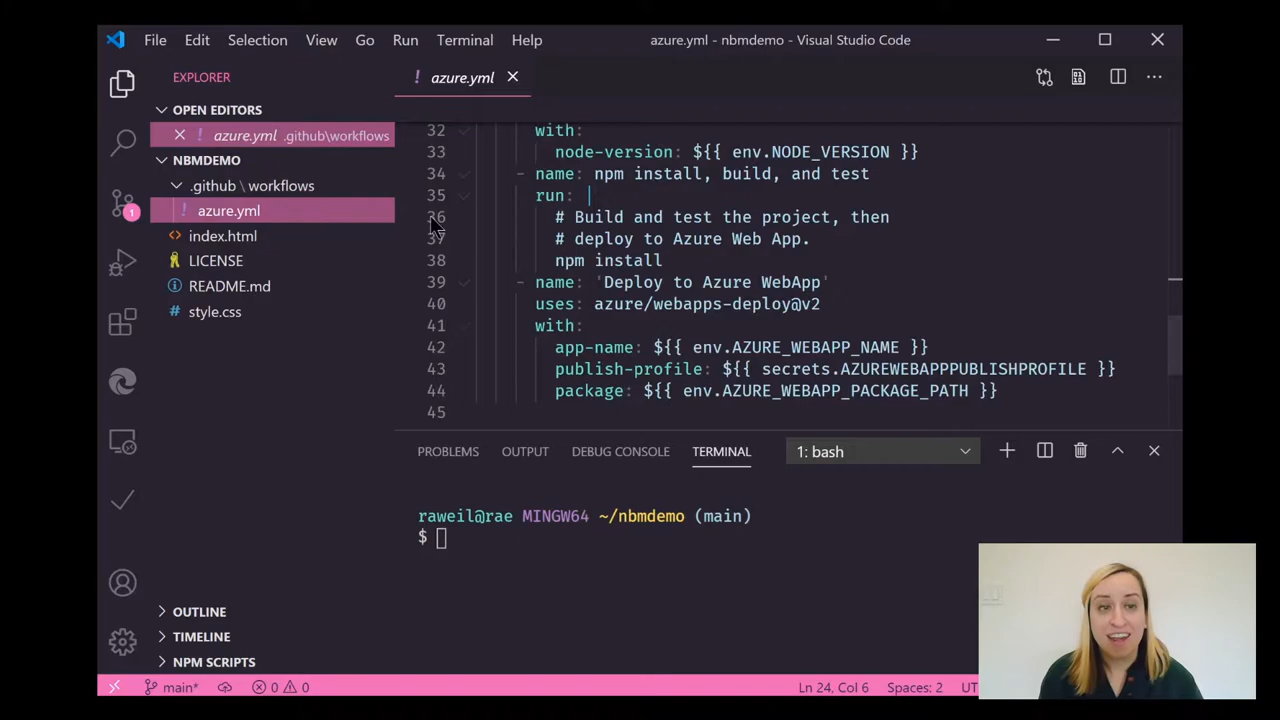 File Edit Selection View Go Run Terminal Help azure.yml - nbmdemo - Visual Studio Code
EXPLORER
OPEN EDITORS
azure.yml .github\workflows
NBMDEMO
.github \ workflows
! azure.yml
<> index.html
LICENSE
README.md
style.css
OUTLINE
TIMELINE
NPM SCRIPTS
1
! azure.yml
32 with:
33 node-version: ${{ env.NODE_VERSION }}
34 - name: npm install, build, and test
35 run: |
36 # Build and test the project, then
37 # deploy to Azure Web App.
38 npm install
39 - name: 'Deploy to Azure WebApp'
40 uses: azure/webapps-deploy@v2
41 with:
42 app-name: ${{ env.AZURE_WEBAPP_NAME }}
43 publish-profile: ${{ secrets.AZUREWEBAPPPUBLISHPROFILE }}
44 package: ${{ env.AZURE_WEBAPP_PACKAGE_PATH }}
45
PROBLEMS OUTPUT DEBUG CONSOLE TERMINAL 1: bash
raweil@rae MINGW64 ~/nbmdemo (main)
$
main* 0 0 Ln 24, Col 6 Spaces: 2 UT